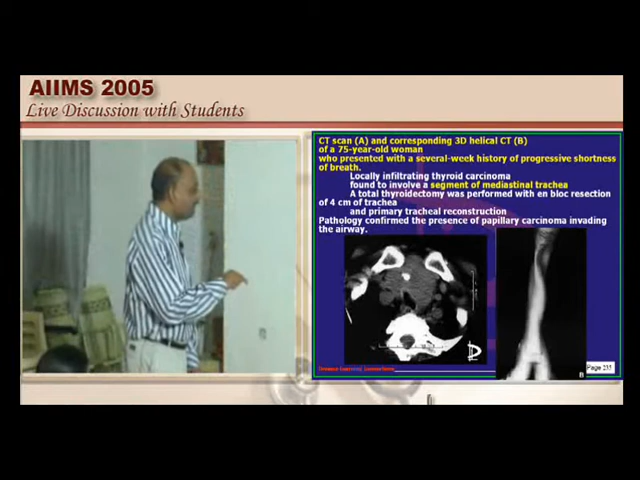 AIIMS 2005
Live Discussion with Students
CT scan (A) and corresponding 3D helical CT (B)
of a 75-year-old woman
who presented with a several-week history of progressive shortness
of breath.
Locally infiltrating thyroid carcinoma
found to involve a segment of mediastinal trachea
A total thyroidectomy was performed with en bloc resection
of 4 cm of trachea
and primary tracheal reconstruction
Pathology confirmed the presence of papillary carcinoma invading
the airway.
B